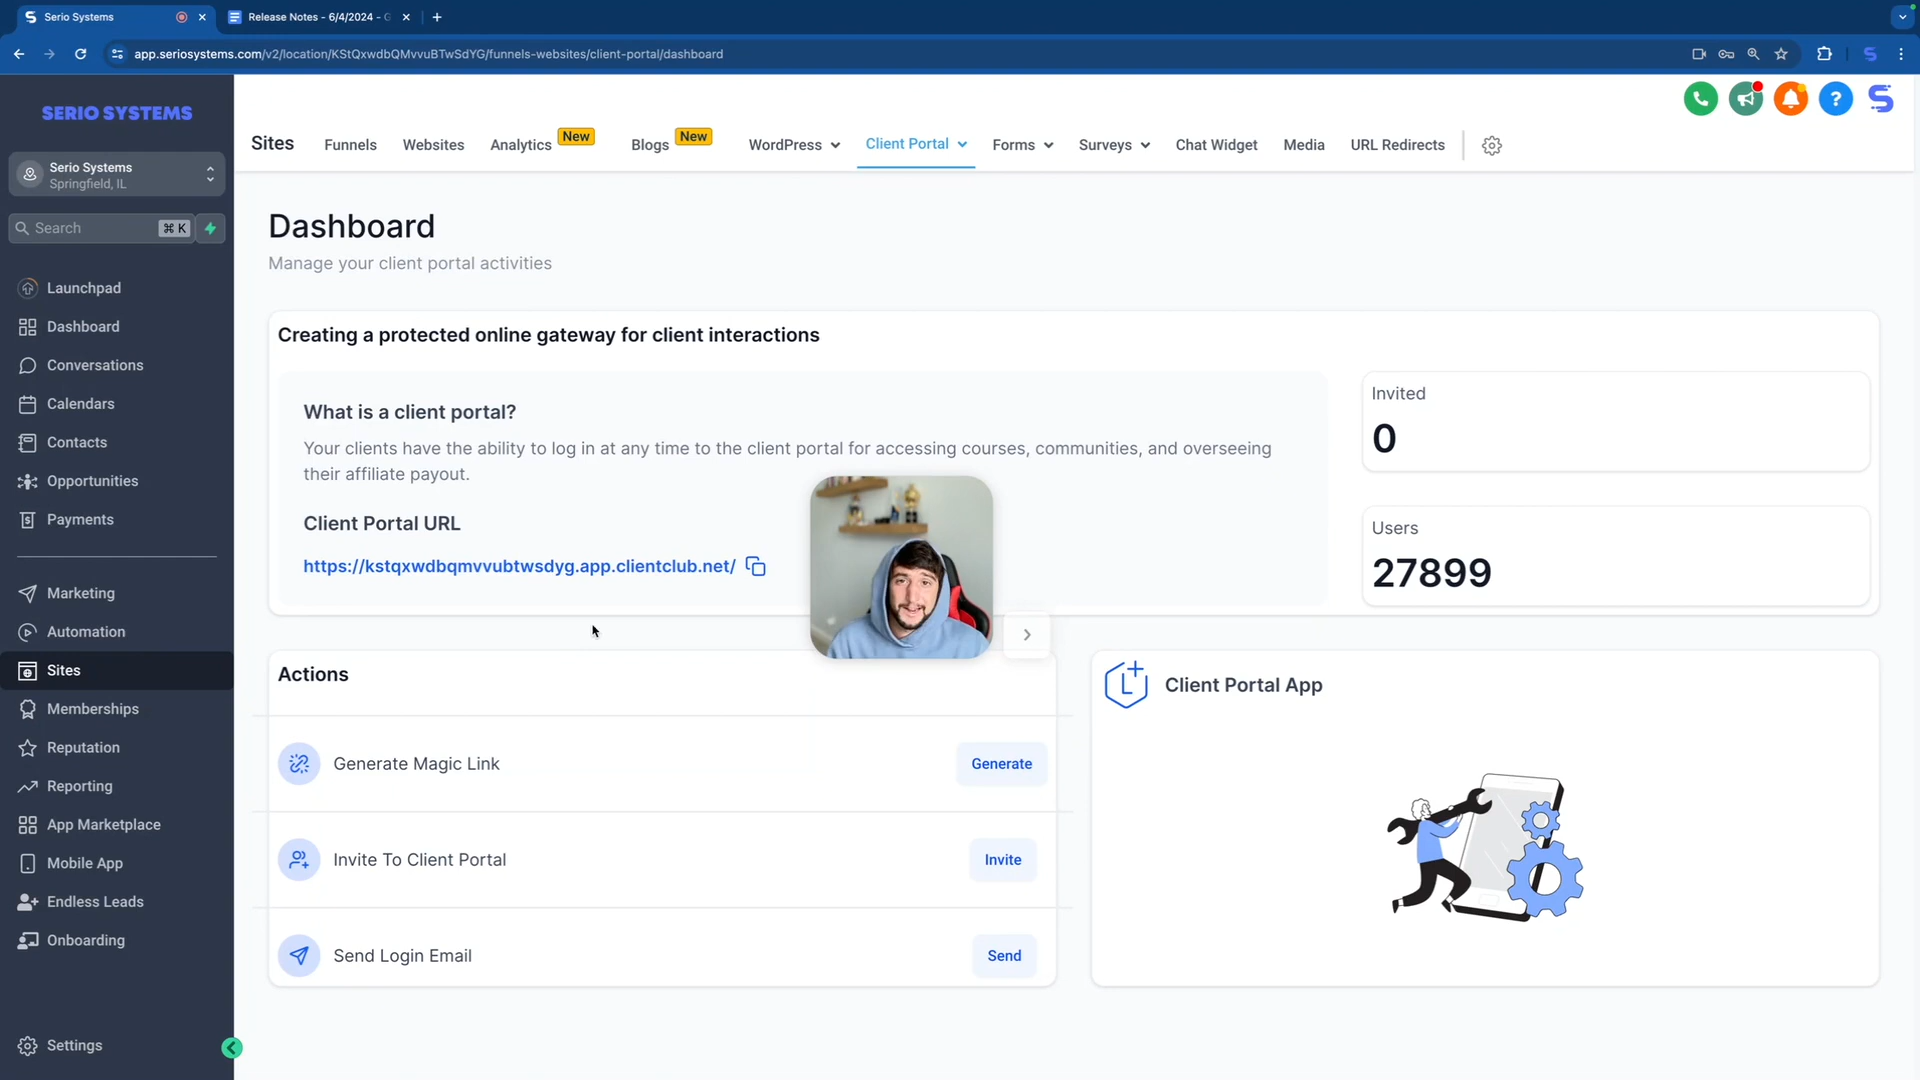 Serio Systems
Release Notes - 6/4/2024 - G
app.seriosystems.com/v2/location/KStQxwdbQMvvuBTwSdYG/funnels-websites/client-portal/dashboard
SERIO SYSTEMS
Serio Systems
Springfield, IL
Search
⌘ K
Launchpad
Dashboard
Conversations
Calendars
Contacts
Opportunities
Payments
Marketing
Automation
Sites
Memberships
Reputation
Reporting
App Marketplace
Mobile App
Endless Leads
Onboarding
Settings
Sites
Funnels
Websites
Analytics New
Blogs New
WordPress
Client Portal
Forms
Surveys
Chat Widget
Media
URL Redirects
Dashboard
Manage your client portal activities
Creating a protected online gateway for client interactions
What is a client portal?
Your clients have the ability to log in at any time to the client portal for accessing courses, communities, and overseeing
their affiliate payout.
Client Portal URL
https://kstqxwdbqmvvubtwsdyg.app.clientclub.net/
Invited
0
Users
27899
Actions
Generate Magic Link
Generate
Invite To Client Portal
Invite
Send Login Email
Send
Client Portal App